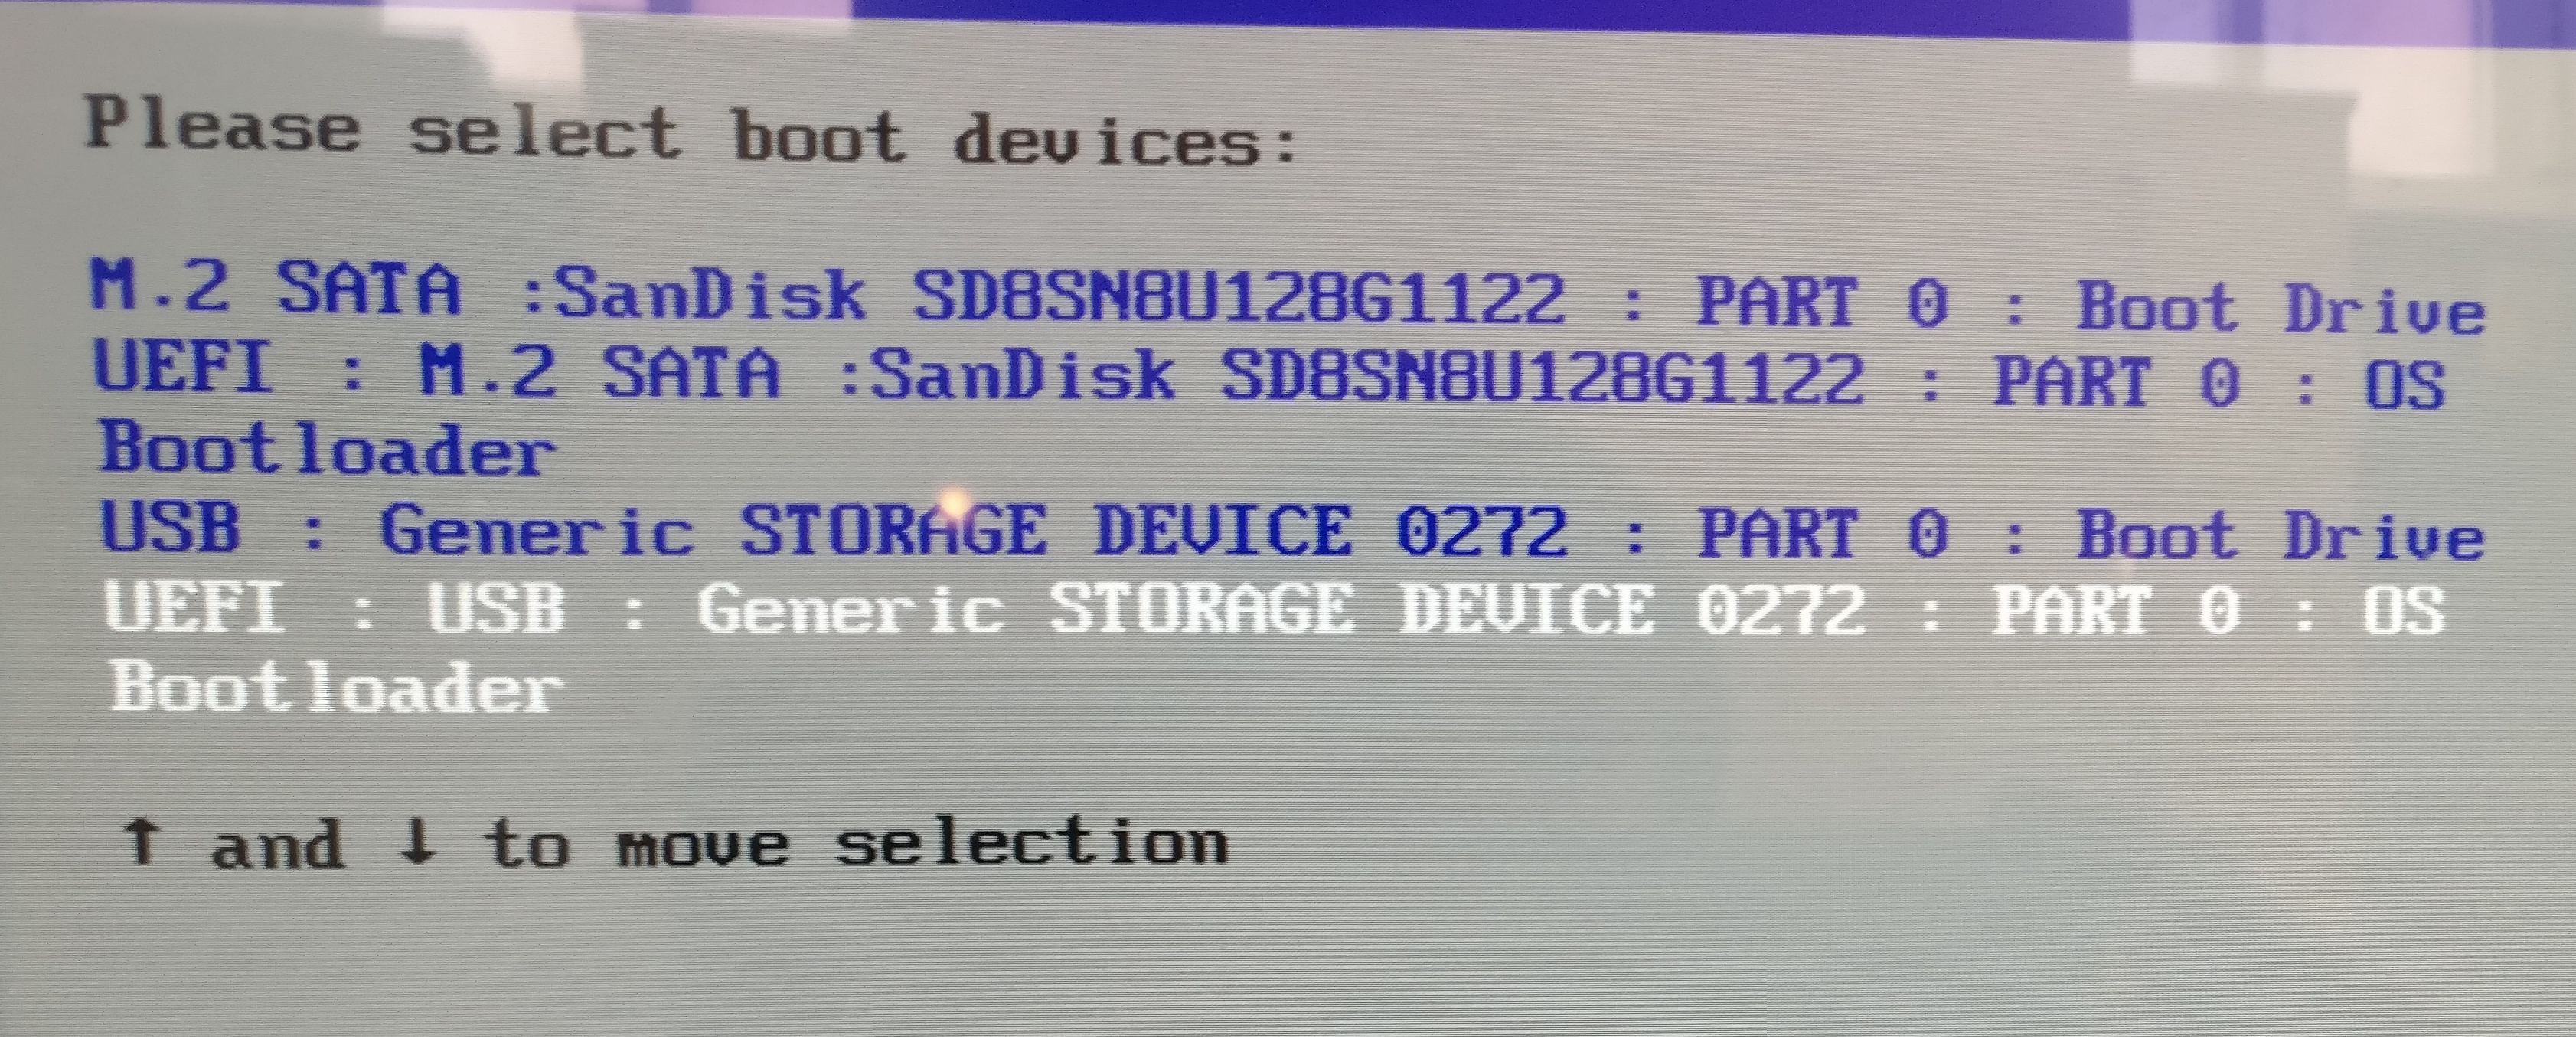 Please select boot devices:
M.2 SATA :SanDisk SD8SN8U128G1122 : PART 0 : Boot Drive
UEFI : M.2 SATA :SanDisk SD8SN8U128G1122 : PART 0 : OS
Bootloader
USB : Generic STORAGE DEVICE 0272 : PART 0 : Boot Drive
UEFI : USB : Generic STORAGE DEVICE 0272 : PART 0 : OS
Bootloader
↑ and ↓ to move selection